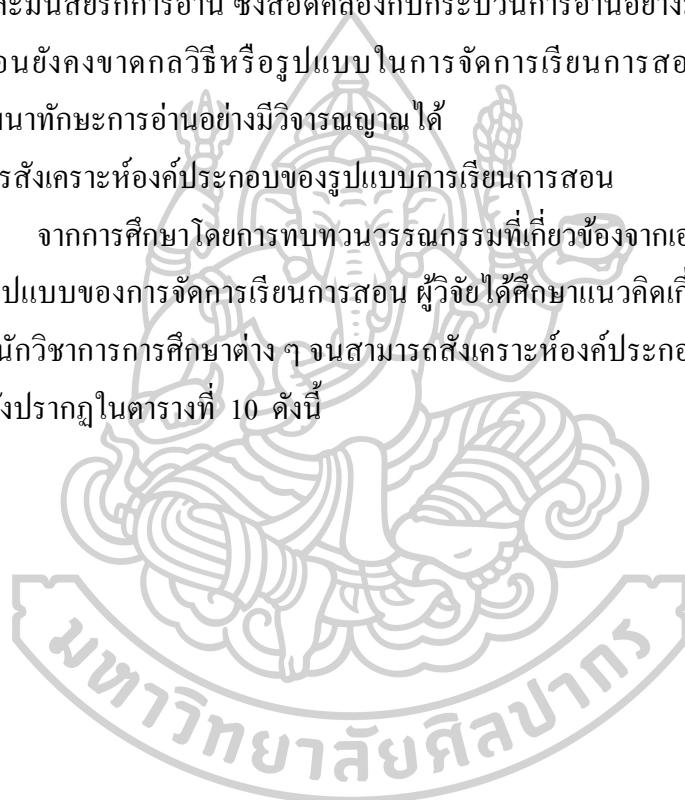 ละมีนิสัยรักการอ่าน ซึ่งสอดคล้องกับกระบวนการอ่านอย่างมี
อนยังคงขาดกลวิธีหรือรูปแบบในการจัดการเรียนการสอ
นาทักษะการอ่านอย่างมีวิจารณญาณได้
รสังเคราะห์องค์ประกอบของรูปแบบการเรียนการสอน
จากการศึกษาโดยการทบทวนวรรณกรรมที่เกี่ยวข้องจากเอ
ปแบบของการจัดการเรียนการสอน ผู้วิจัยได้ศึกษาแนวคิดเกี่
นักวิชาการการศึกษาต่าง ๆ จนสามารถสังเคราะห์องค์ประกอ
ังปรากฏในตารางที่ 10 ดังนี้
มหาวิทยาลัยศิลปากร